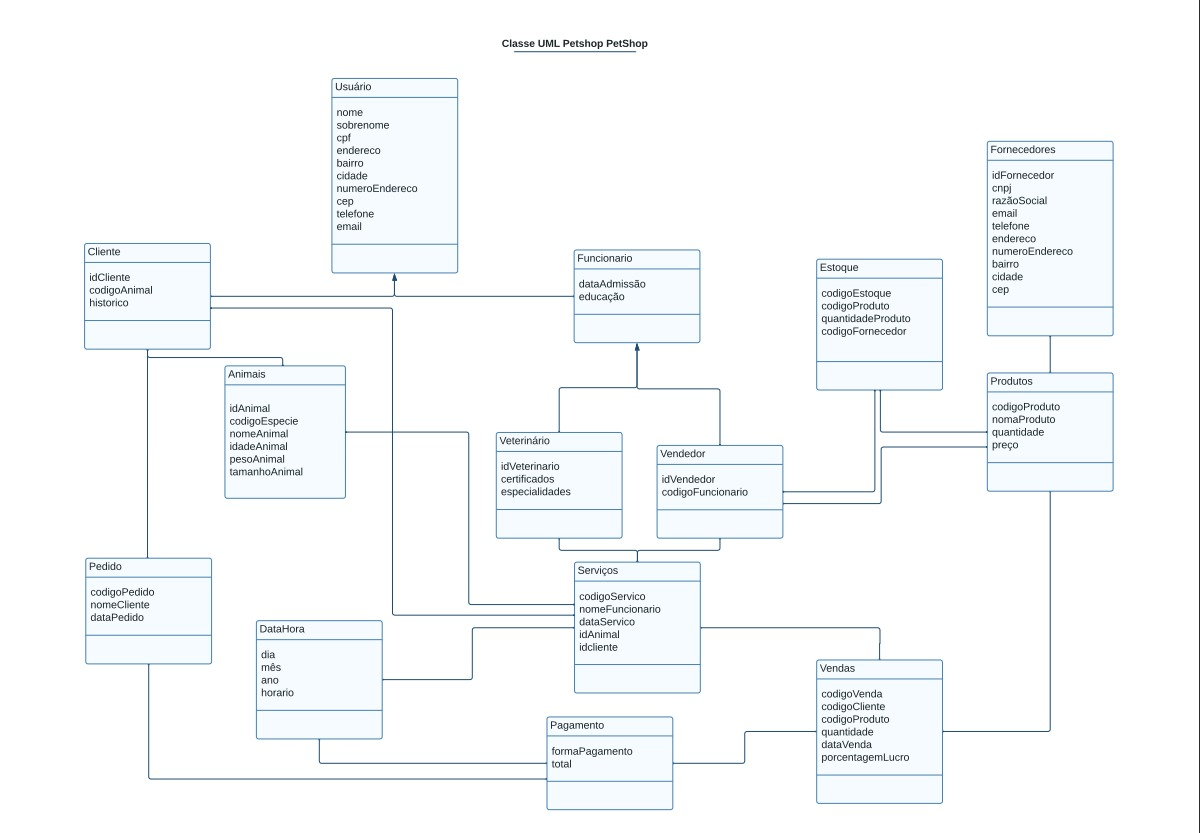 Classe UML Petshop PetShop
Usuário
nome
sobrenome
cpf
endereco
bairro
cidade
numeroEndereco
cep
telefone
email
Fornecedores
idFornecedor
cnpj
razãoSocial
email
telefone
endereco
numeroEndereco
bairro
cidade
cep
Cliente
idCliente
codigoAnimal
historico
Funcionario
dataAdmissão
educação
Estoque
codigoEstoque
codigoProduto
quantidadeProduto
codigoFornecedor
Animais
idAnimal
codigoEspecie
nomeAnimal
idadeAnimal
pesoAnimal
tamanhoAnimal
Produtos
codigoProduto
nomaProduto
quantidade
preço
Veterinário
idVeterinario
certificados
especialidades
Vendedor
idVendedor
codigoFuncionario
Pedido
codigoPedido
nomeCliente
dataPedido
Serviços
codigoServico
nomeFuncionario
dataServico
idAnimal
idcliente
DataHora
dia
mês
ano
horario
Vendas
codigoVenda
codigoCliente
codigoProduto
quantidade
dataVenda
porcentagemLucro
Pagamento
formaPagamento
total